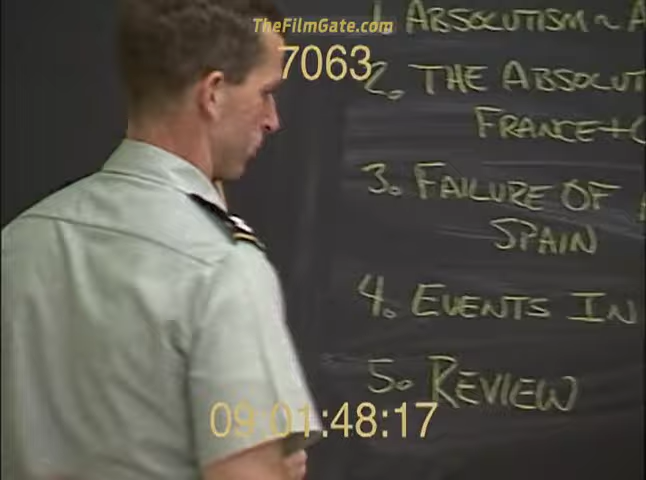 TheFilmGate.com
7063
1. ABSOLUTISM ~ A
2. THE ABSOLUT
FRANCE +
3. FAILURE OF
SPAIN
4. EVENTS IN
5. REVIEW
09:01:48:17